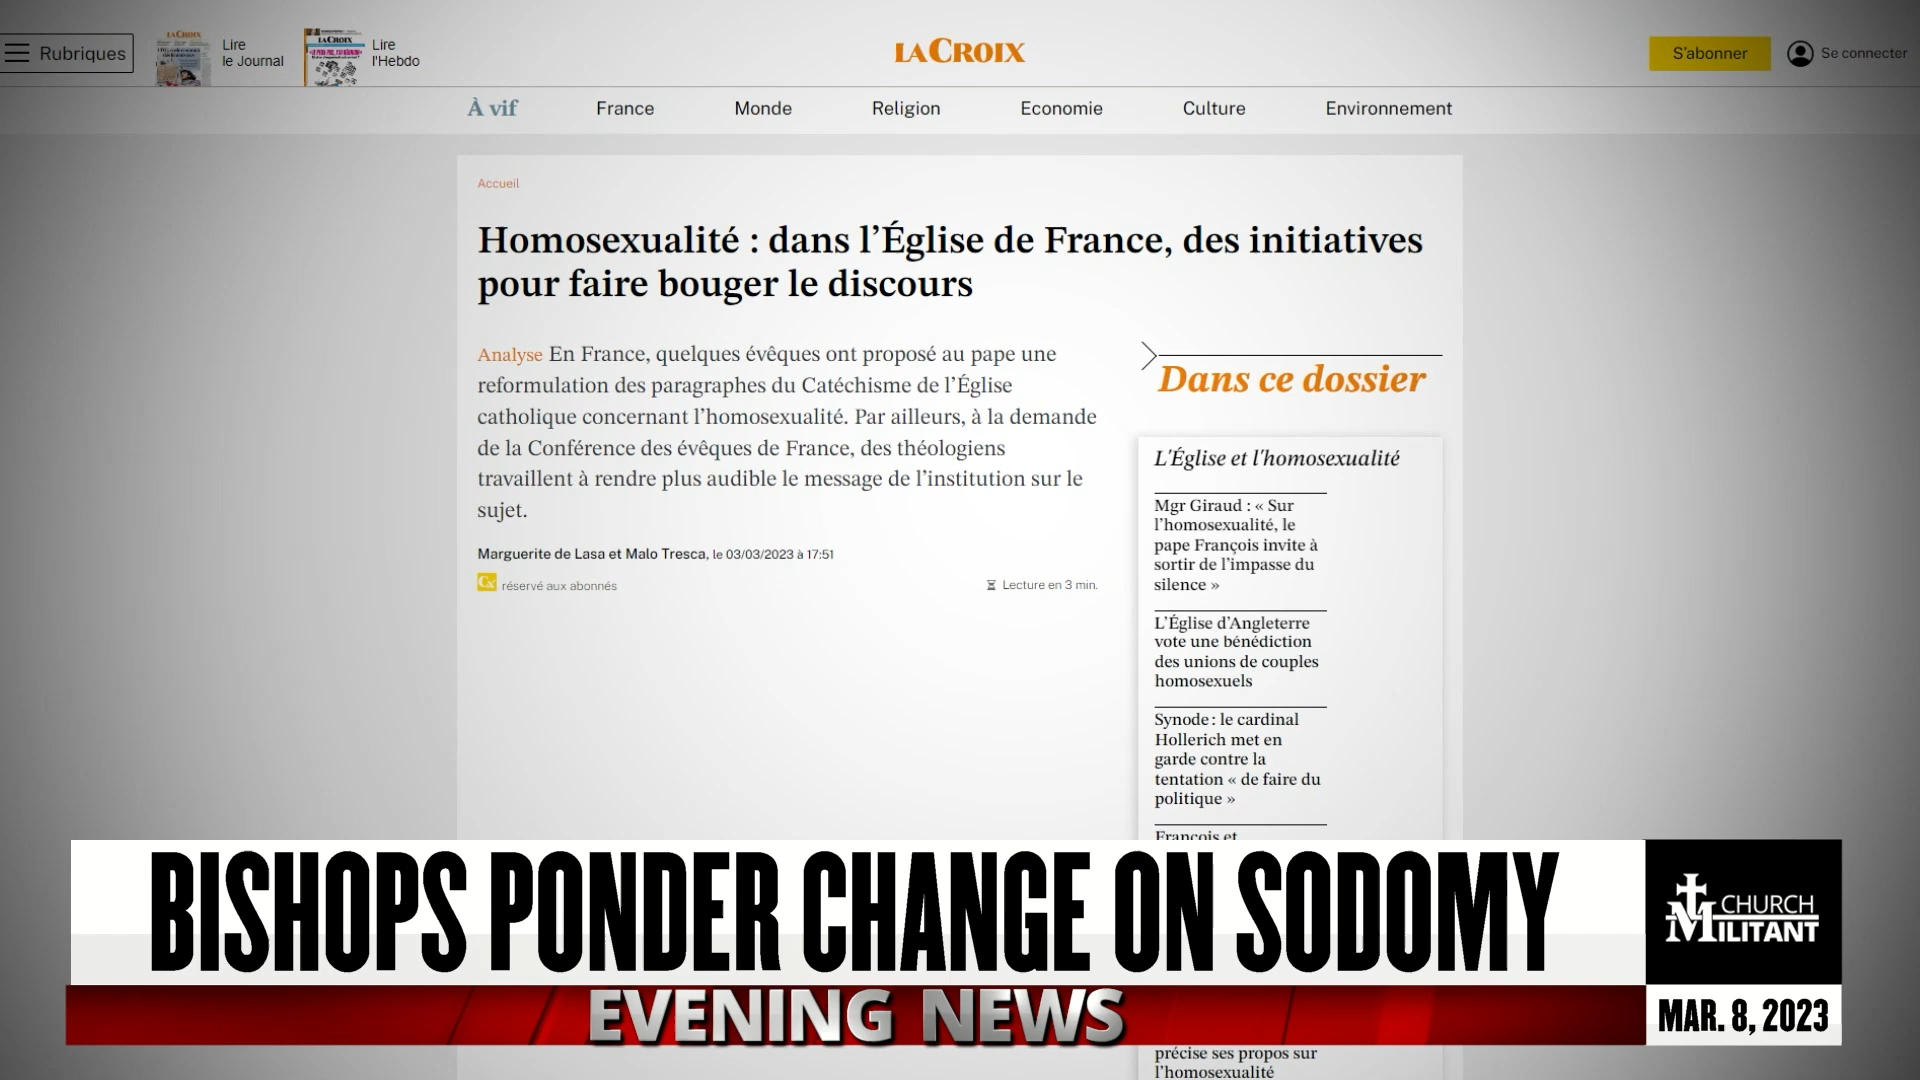 Rubriques
Lire
le Journal
LA CROIX
Lire
l'Hebdo
LA CROIX
LA CROIX
S'abonner
Se connecter
À vif
France
Monde
Religion
Economie
Culture
Environnement
Accueil
Homosexualité : dans l’Église de France, des initiatives
pour faire bouger le discours
Analyse En France, quelques évêques ont proposé au pape une
reformulation des paragraphes du Catéchisme de l’Église
catholique concernant l’homosexualité. Par ailleurs, à la demande
de la Conférence des évêques de France, des théologiens
travaillent à rendre plus audible le message de l’institution sur le
sujet.
Marguerite de Lasa et Malo Tresca, le 03/03/2023 à 17:51
Cx réservé aux abonnés
Lecture en 3 min.
Dans ce dossier
L'Église et l'homosexualité
Mgr Giraud : « Sur
l’homosexualité, le
pape François invite à
sortir de l’impasse du
silence »
L’Église d’Angleterre
vote une bénédiction
des unions de couples
homosexuels
Synode : le cardinal
Hollerich met en
garde contre la
tentation « de faire du
politique »
François et
BISHOPS PONDER CHANGE ON SODOMY
CHURCH
MILITANT
EVENING NEWS
MAR. 8, 2023
précise ses propos sur
l’homosexualité